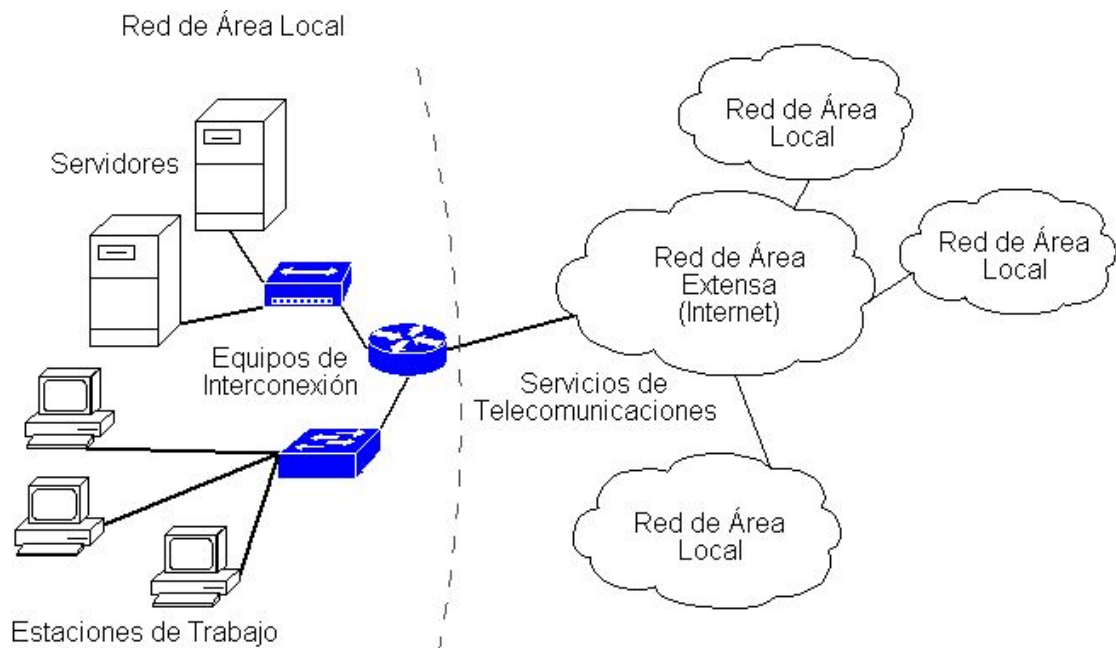 Red de Área Local
Servidores
Equipos de
Interconexión
Estaciones de Trabajo
Servicios de
Telecomunicaciones
Red de Área
Extensa
(Internet)
Red de Área
Local
Red de Área
Local
Red de Área
Local